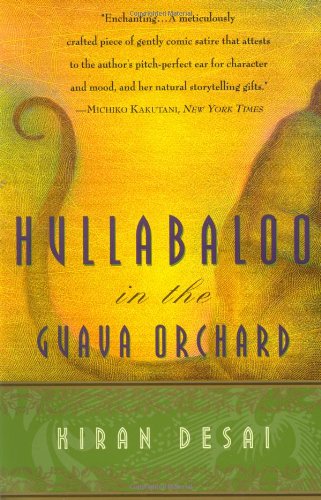 "Enchanting...A meticulously
crafted piece of gently comic satire that attests
to the author's pitch-perfect ear for character
and mood, and her natural storytelling gifts."
—MICHIKO KAKUTANI, NEW YORK TIMES
HULLABALOO
in the
GUAVA ORCHARD
KIRAN DESAI